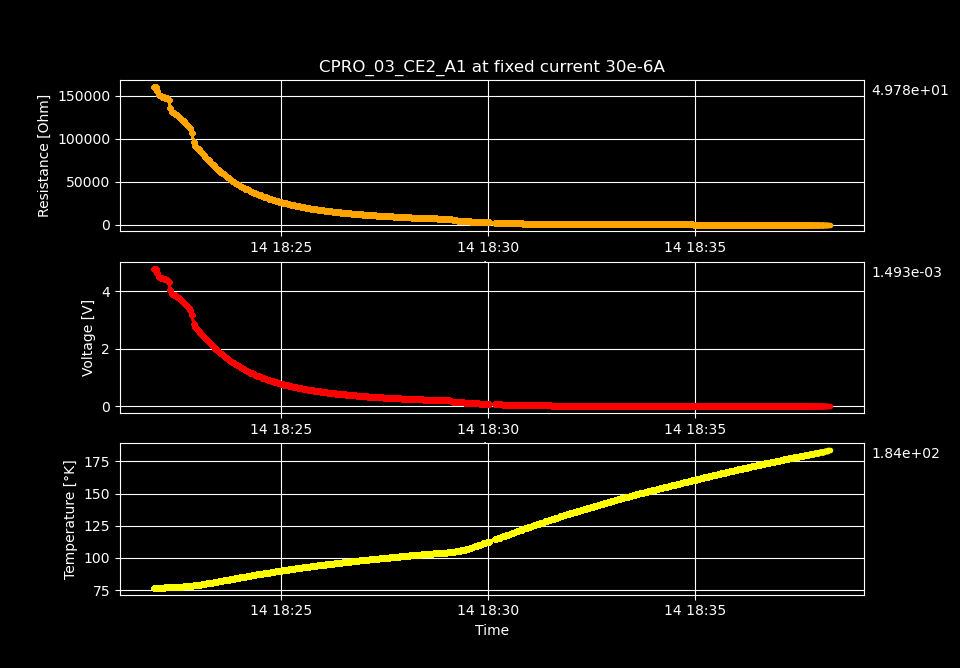 CPRO_03_CE2_A1 at fixed current 30e-6A
Resistance [Ohm]
150000
100000
50000
0
4.978e+01
14 18:25
14 18:30
14 18:35
Voltage [V]
4
2
0
1.493e-03
14 18:25
14 18:30
14 18:35
Temperature [°K]
175
150
125
100
75
1.84e+02
14 18:25
14 18:30
14 18:35
Time